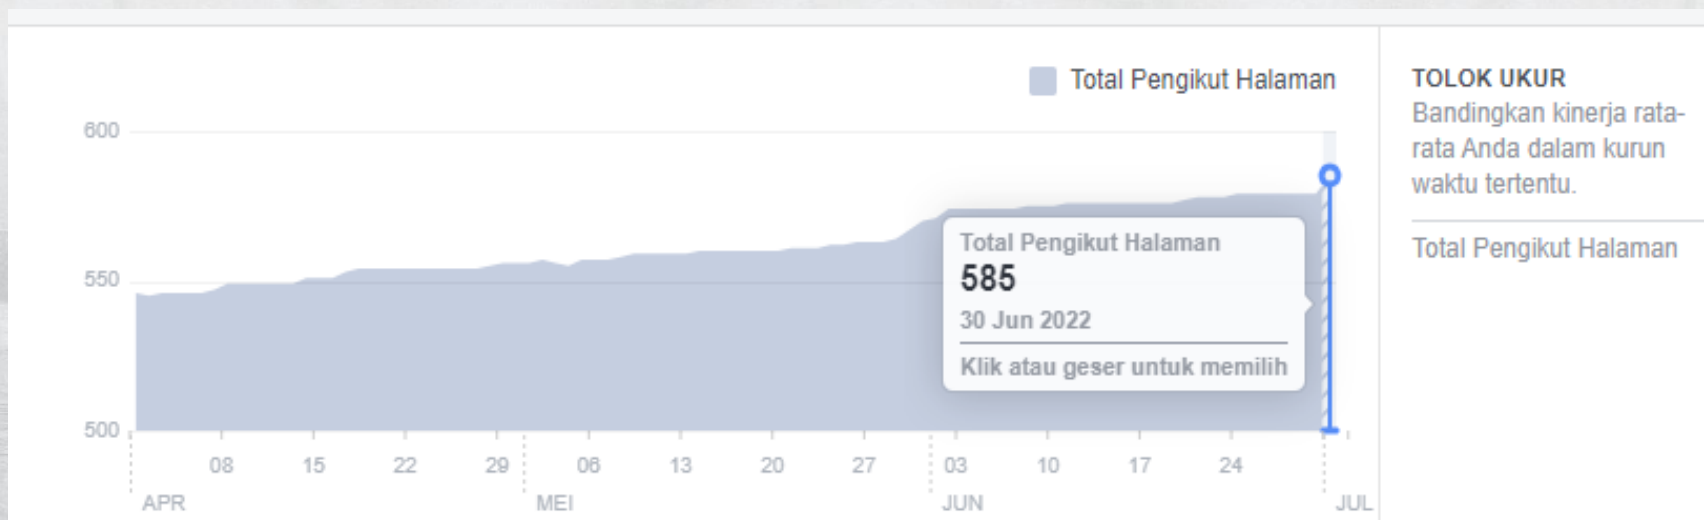 Total Pengikut Halaman
600
550
500
Total Pengikut Halaman
585
30 Jun 2022
Klik atau geser untuk memilih
08 15 22 29 06 13 20 27 03 10 17 24
APR MEI JUN JUL
TOLOK UKUR
Bandingkan kinerja rata-
rata Anda dalam kurun
waktu tertentu.
Total Pengikut Halaman